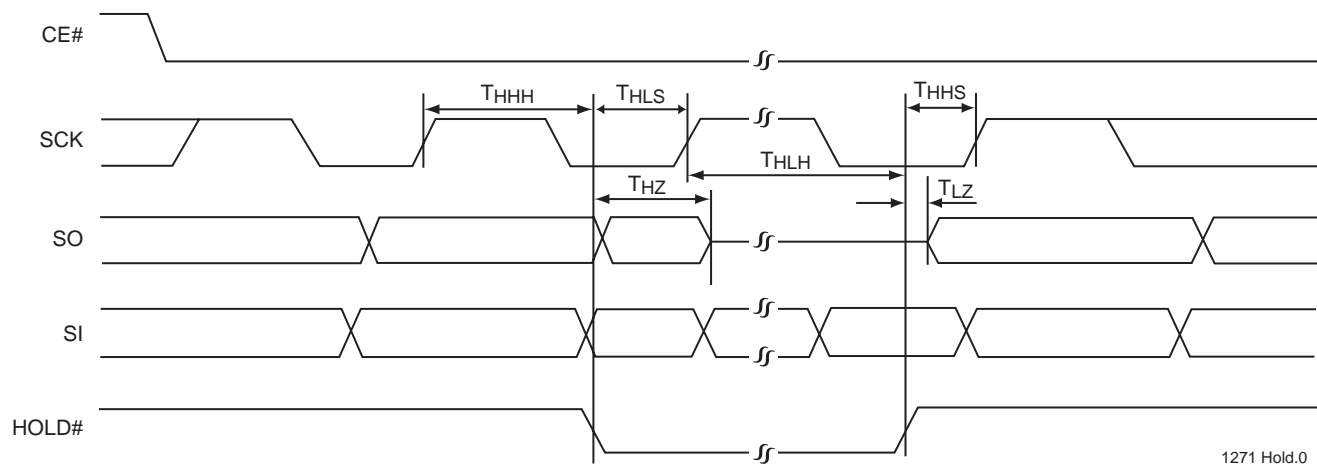 CE#
THHH
THLS
THHS
SCK
THLH
THZ
TLZ
SO
SI
HOLD#
1271 Hold.0